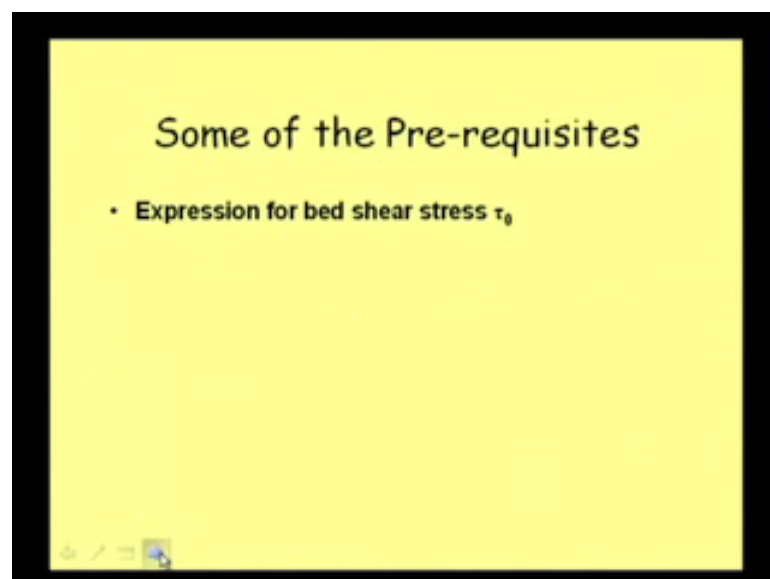 Some of the Pre-requisites
• Expression for bed shear stress τ₀